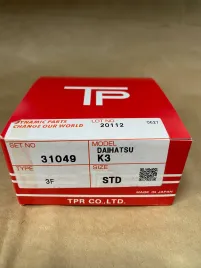 TP
DYNAMIC PARTS
CHANGE OUR WORLD
LOT NO
20112
0621
SET NO
31049
MODEL
DAIHATSU
K3
TYPE
3F
SIZE
STD
MADE IN JAPAN
TPR CO.,LTD.